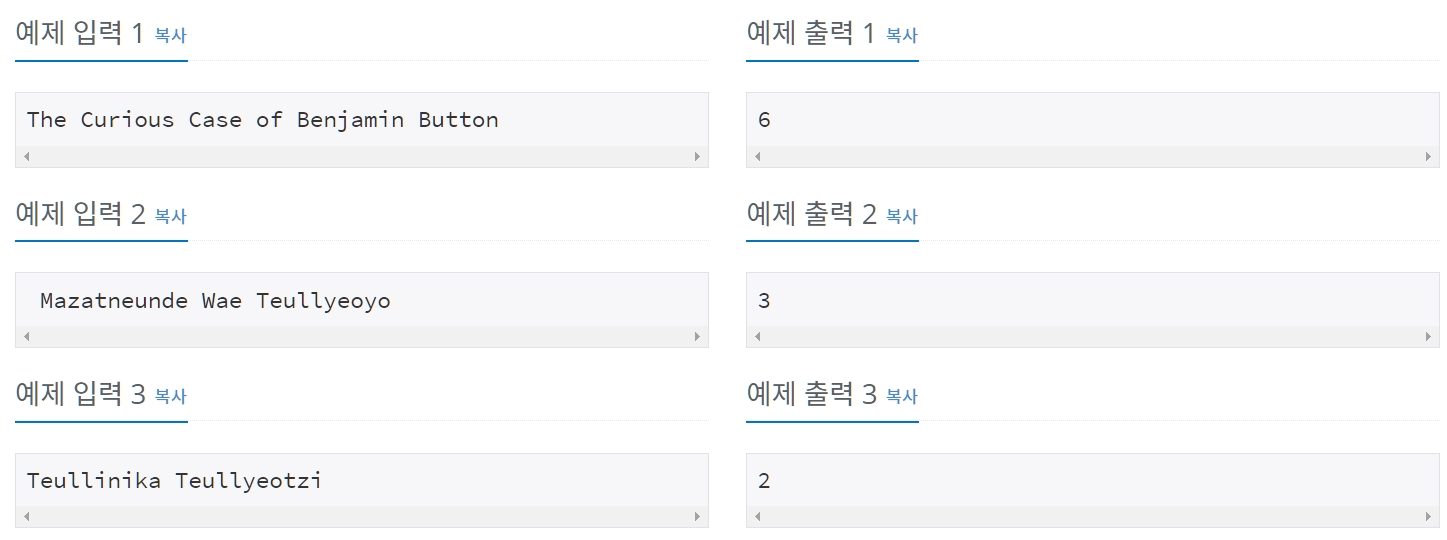 예제 입력 1 복사
예제 출력 1 복사
The Curious Case of Benjamin Button
6
예제 입력 2 복사
예제 출력 2 복사
 Mazatneunde Wae Teullyeoyo
3
예제 입력 3 복사
예제 출력 3 복사
Teullinika Teullyeotzi
2